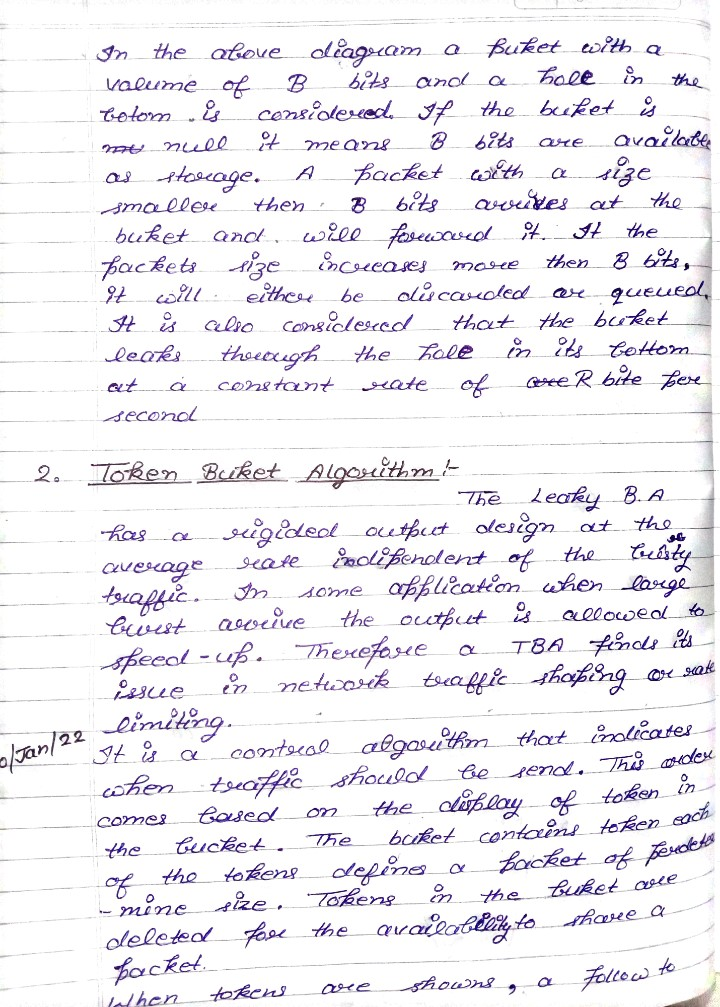 In the above diagram a Buket with a
valume of B bits and a hole in the
botom. is considered. If the buket is
null it means B bits are available
as storage. A packet with a size
smaller then B bits arrives at the
buket and. will forward it. It the
packets size increases more then B bits,
it will either be discarded or queued.
It is also considered that the buket
leaks through the hole in its bottom
at a constant rate of R bite per
second
2. Token Buket Algorithm :-
The Leaky B.A
has a rigided output design at the
average rate indipendent of the
traffic. In some application when large
burst arrive the output is allowed to
speed-up. Therefore a TBA finds its
issue in network traffic shaping or rate
limiting.
/Jan/22
It is a control algorithm that indicates
when traffic should be send. This order
comes based on the display of token in
the bucket. The buket contains token each
of the tokens defines a packet of perdeter
-mine size. Tokens in the buket are
deleted for the availability to share a
packet.
When tokens are showns, a follow to